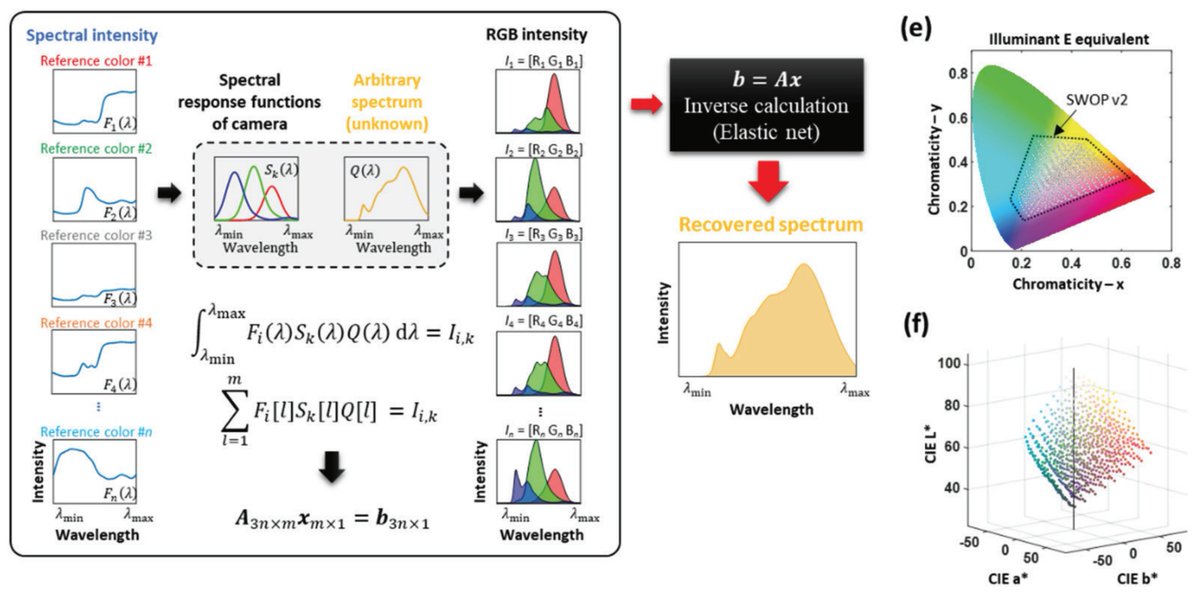 Spectral intensity
Reference color #1
F₁(λ)
Reference color #2
F₂(λ)
Reference color #3
F₃(λ)
Reference color #4
F₄(λ)
...
Reference color #n
Intensity
Fₙ(λ)
λmin λmax
Wavelength
Spectral
response functions
of camera
Arbitrary
spectrum
(unknown)
Sₖ(λ)
λmin λmax
Wavelength
Q(λ)
λmin λmax
Wavelength
∫λmin^λmax Fᵢ(λ)Sₖ(λ)Q(λ) dλ = Iᵢ,ₖ
∑l=1^m Fᵢ[l]Sₖ[l]Q[l] = Iᵢ,ₖ
A₃ₙ×ₘxₘ×₁ = b₃ₙ×₁
RGB intensity
I₁ = [R₁ G₁ B₁]
I₂ = [R₂ G₂ B₂]
I₃ = [R₃ G₃ B₃]
I₄ = [R₄ G₄ B₄]
...
Iₙ = [Rₙ Gₙ Bₙ]
Intensity
λmin λmax
Wavelength
b = Ax
Inverse calculation
(Elastic net)
Recovered spectrum
Intensity
λmin λmax
Wavelength
(e)
Illuminant E equivalent
SWOP v2
Chromaticity – y
0.8
0.6
0.4
0.2
0
0 0.2 0.4 0.6 0.8
Chromaticity – x
(f)
CIE L*
100
80
60
40
-50 0 50
CIE a*
-50 0 50
CIE b*